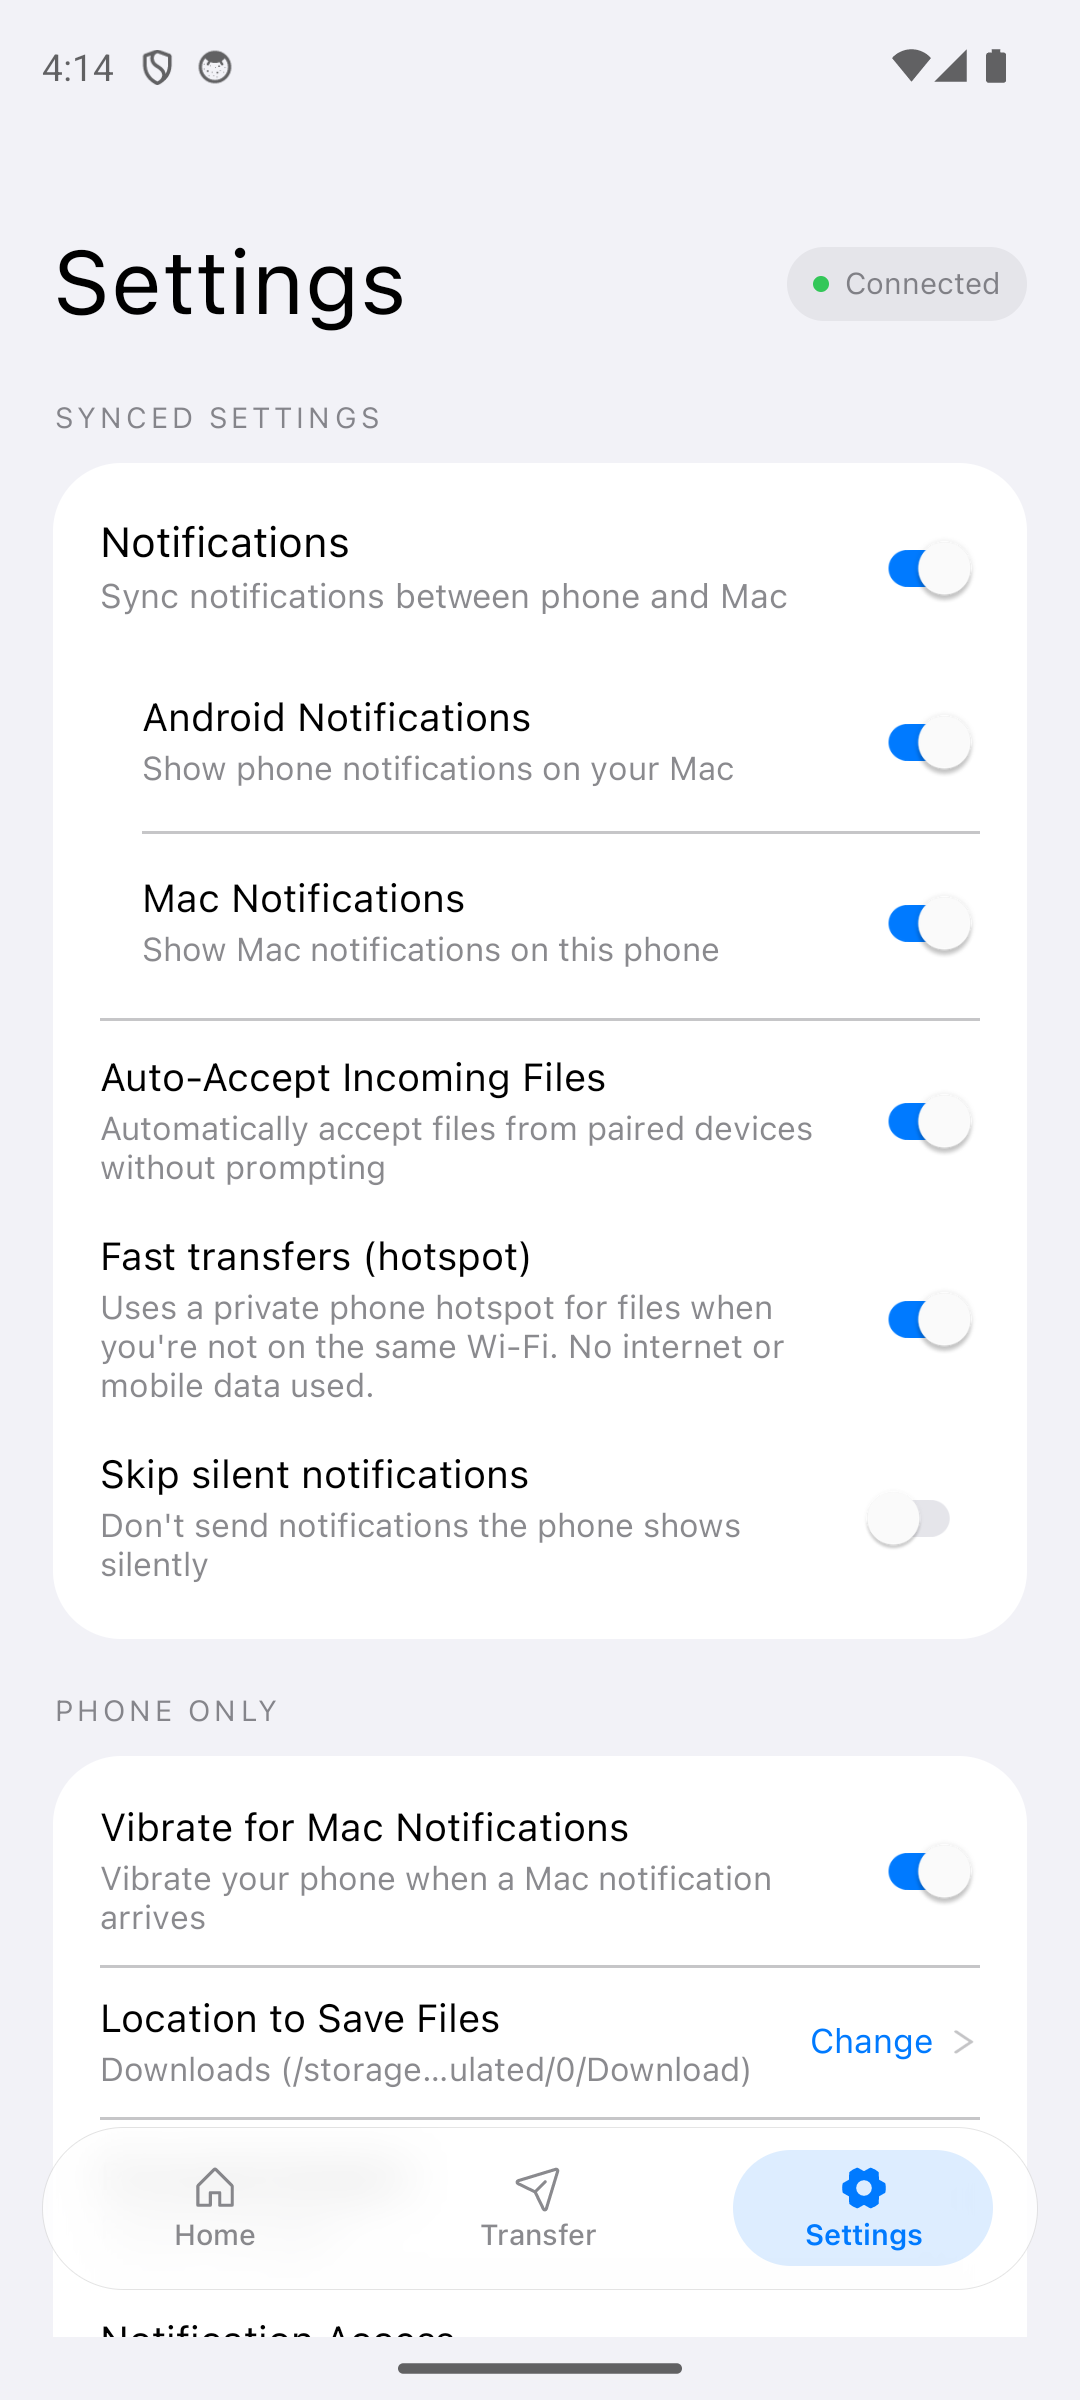 4:14
Settings
Connected
SYNCED SETTINGS
Notifications
Sync notifications between phone and Mac
Android Notifications
Show phone notifications on your Mac
Mac Notifications
Show Mac notifications on this phone
Auto-Accept Incoming Files
Automatically accept files from paired devices
without prompting
Fast transfers (hotspot)
Uses a private phone hotspot for files when
you're not on the same Wi-Fi. No internet or
mobile data used.
Skip silent notifications
Don't send notifications the phone shows
silently
PHONE ONLY
Vibrate for Mac Notifications
Vibrate your phone when a Mac notification
arrives
Location to Save Files
Downloads (/storage...ulated/0/Download)
Change
Home
Transfer
Settings
Notification Access